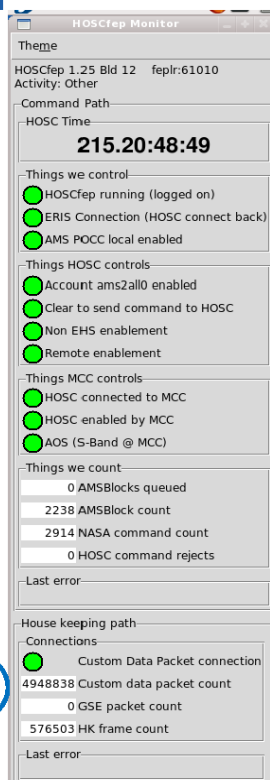 HOSCfep Monitor
Theme
HOSCfep 1.25 Bld 12 feplr:61010
Activity: Other
Command Path
HOSC Time
215.20:48:49
Things we control
HOSCfep running (logged on)
ERIS Connection (HOSC connect back)
AMS POCC local enabled
Things HOSC controls
Account ams2all0 enabled
Clear to send command to HOSC
Non EHS enablement
Remote enablement
Things MCC controls
HOSC connected to MCC
HOSC enabled by MCC
AOS (S-Band @ MCC)
Things we count
0 AMSBlocks queued
2238 AMSBlock count
2914 NASA command count
0 HOSC command rejects
Last error
House keeping path
Connections
Custom Data Packet connection
4948838 Custom data packet count
0 GSE packet count
576503 HK frame count
Last error